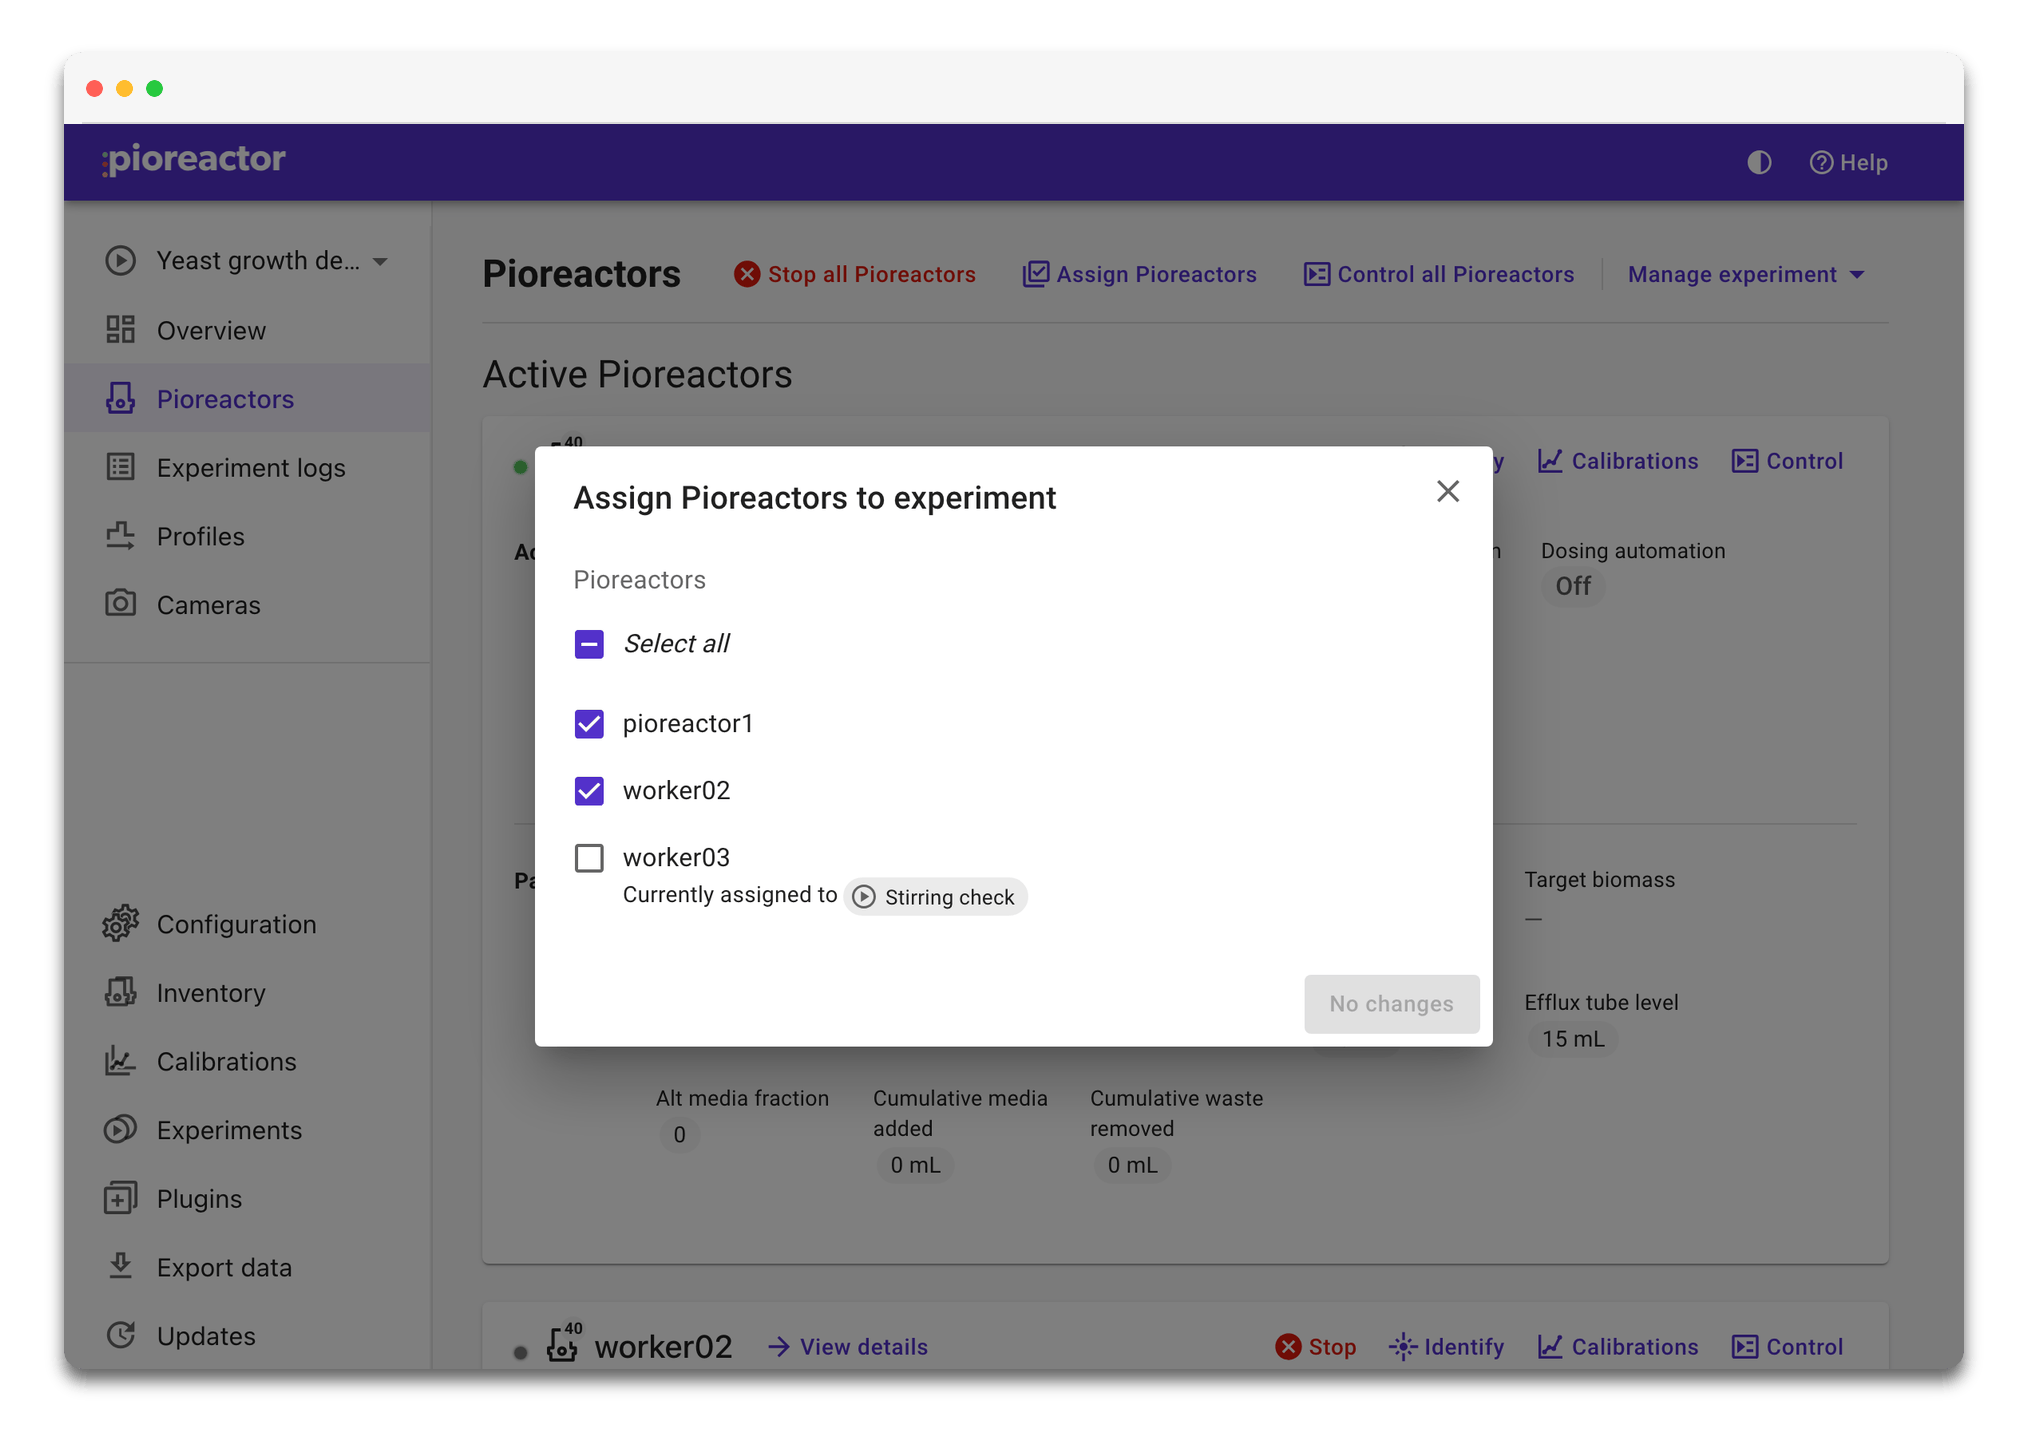 pioreactor
Help
Yeast growth de...
Overview
Pioreactors
Experiment logs
Profiles
Cameras
Configuration
Inventory
Calibrations
Experiments
Plugins
Export data
Updates
Pioreactors
Stop all Pioreactors
Assign Pioreactors
Control all Pioreactors
Manage experiment
Active Pioreactors
40
y
Calibrations
Control
Ac
n
Dosing automation
Off
Assign Pioreactors to experiment
Pioreactors
Select all
pioreactor1
worker02
worker03
Currently assigned to Stirring check
No changes
Pa
Target biomass
—
Efflux tube level
15 mL
Alt media fraction
0
Cumulative media
added
0 mL
Cumulative waste
removed
0 mL
40
worker02
View details
Stop
Identify
Calibrations
Control